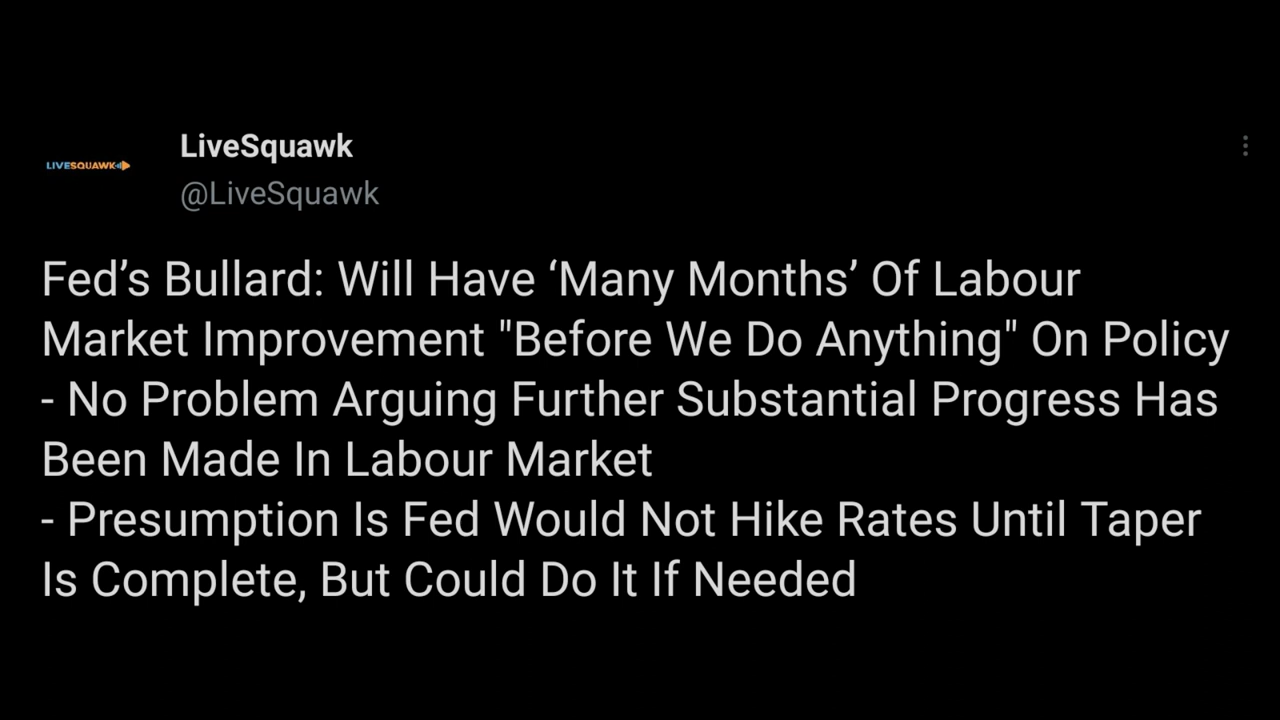 LIVESQUAWK
LiveSquawk
@LiveSquawk
Fed’s Bullard: Will Have ‘Many Months’ Of Labour
Market Improvement "Before We Do Anything" On Policy
- No Problem Arguing Further Substantial Progress Has
Been Made In Labour Market
- Presumption Is Fed Would Not Hike Rates Until Taper
Is Complete, But Could Do It If Needed